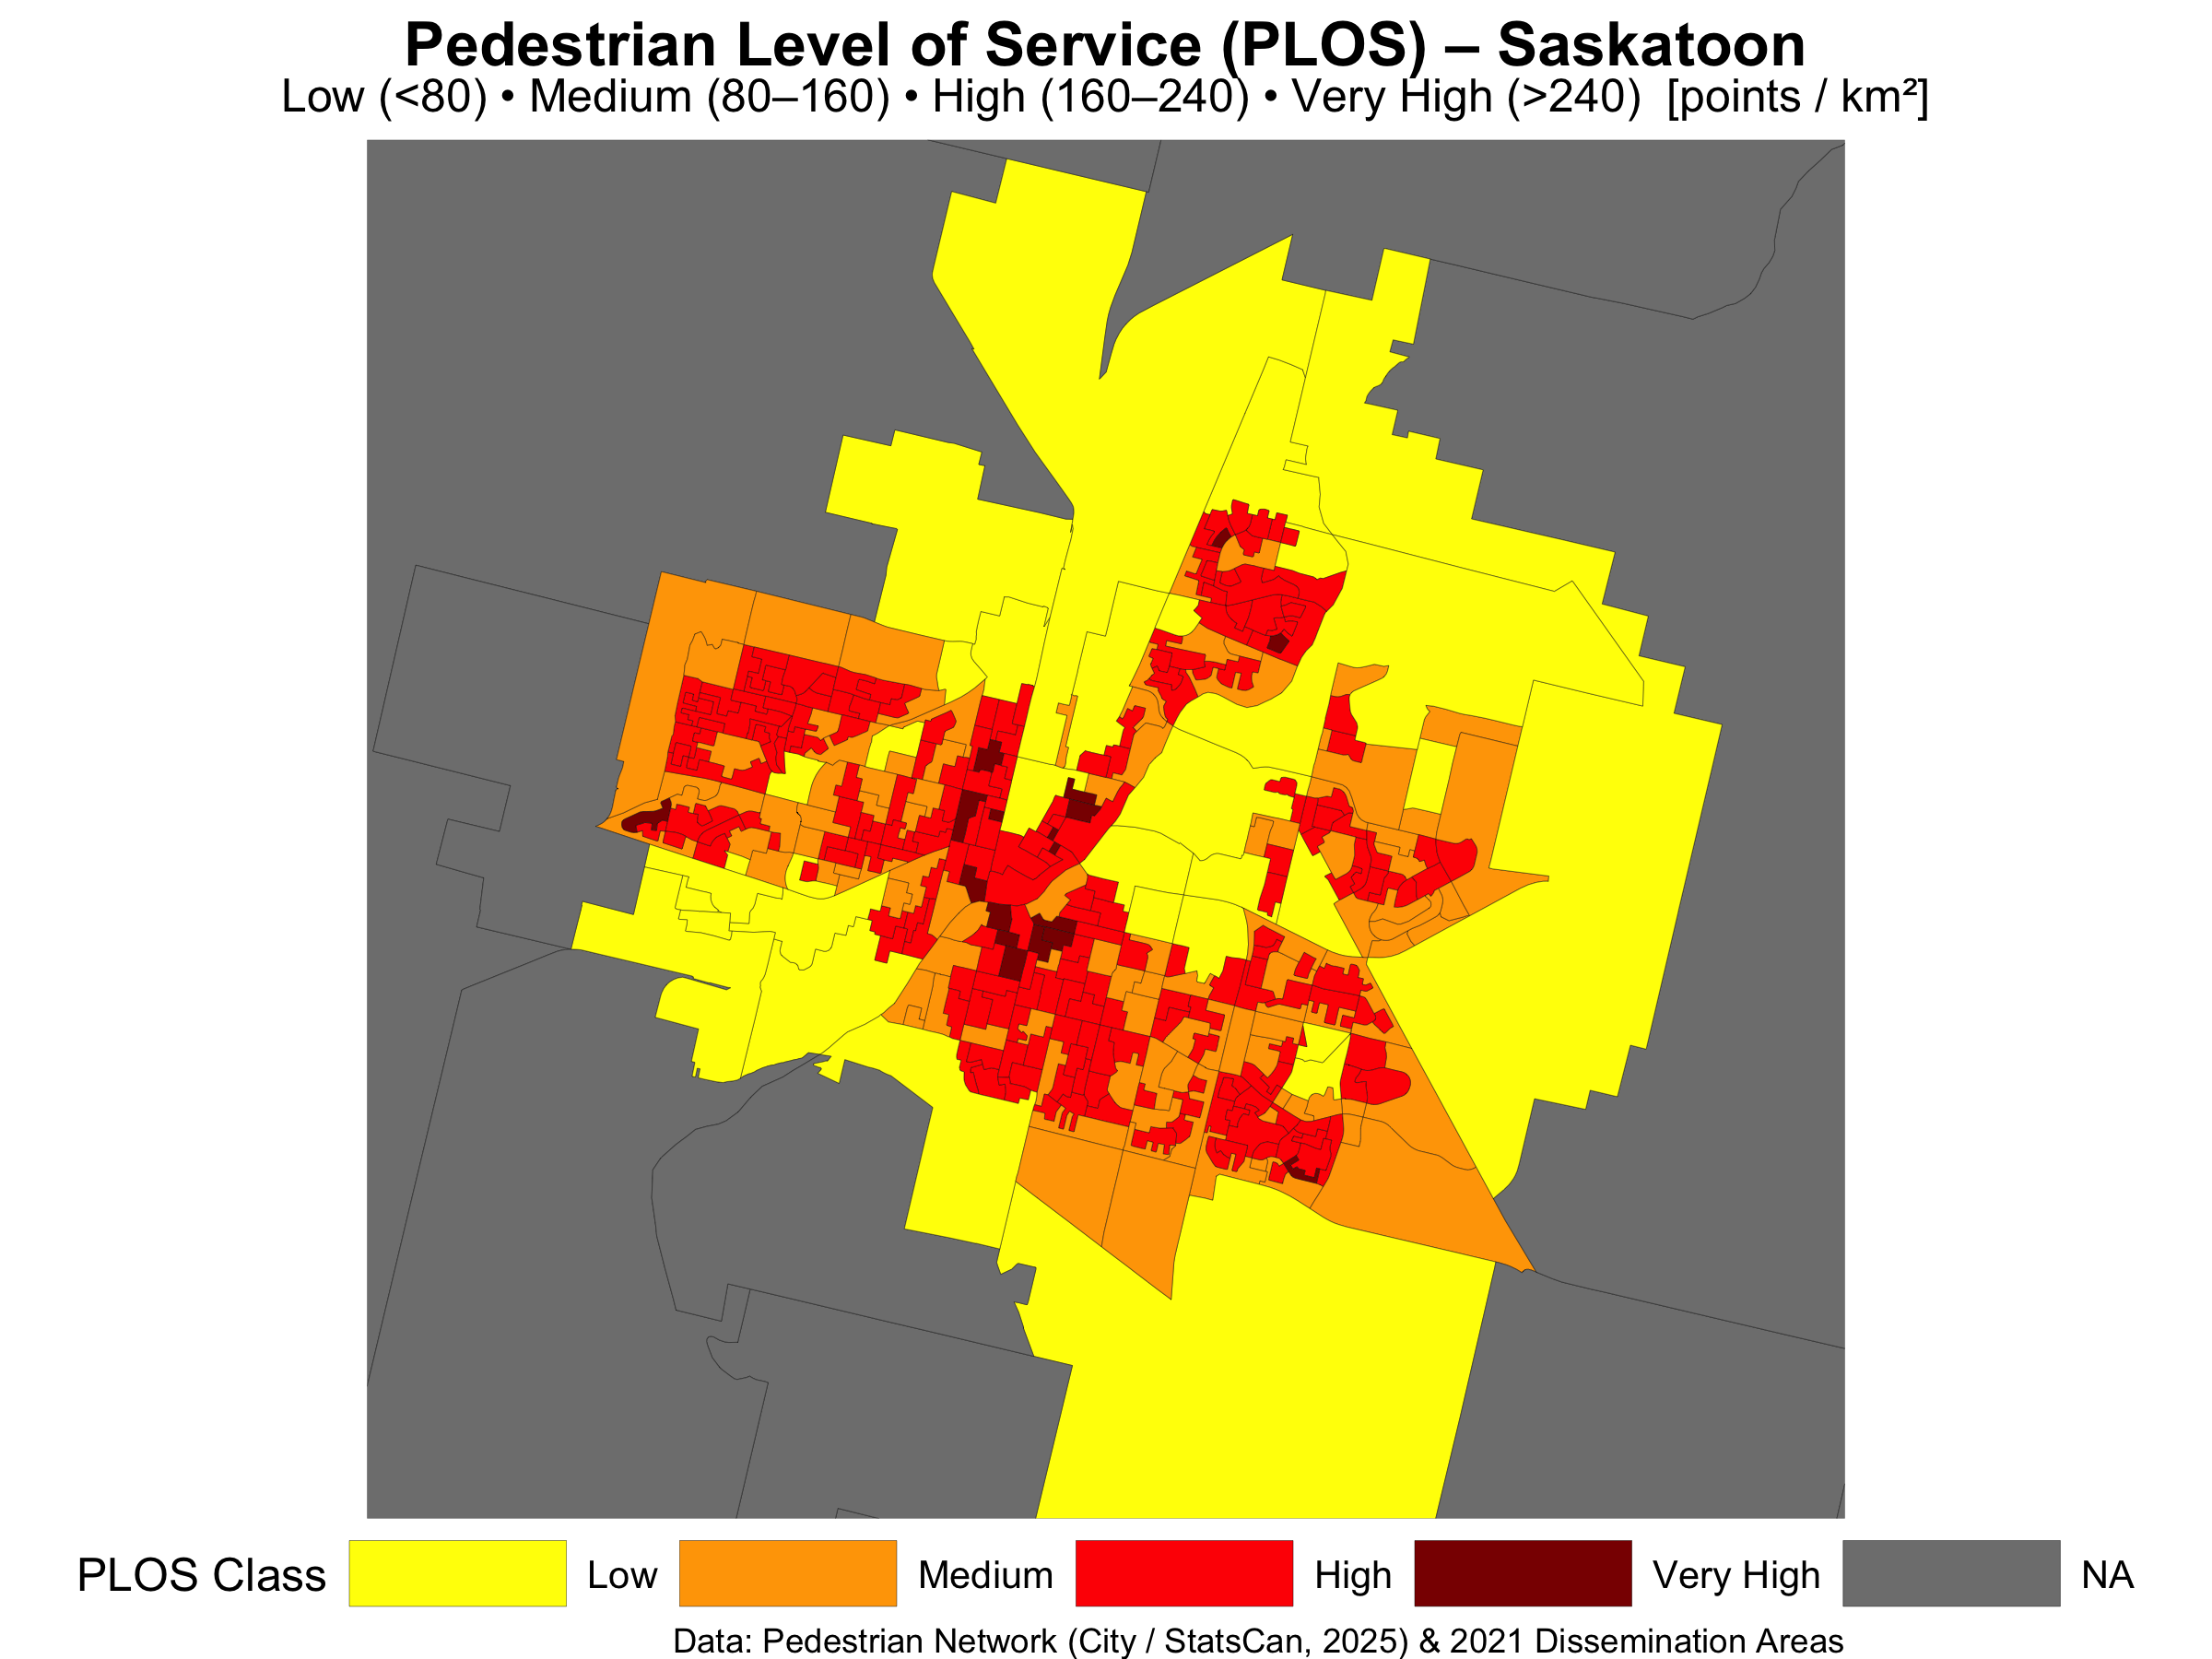 Pedestrian Level of Service (PLOS) – Saskatoon
Low (<80) • Medium (80–160) • High (160–240) • Very High (>240) [points / km²]
PLOS Class Low Medium High Very High NA
Data: Pedestrian Network (City / StatsCan, 2025) & 2021 Dissemination Areas